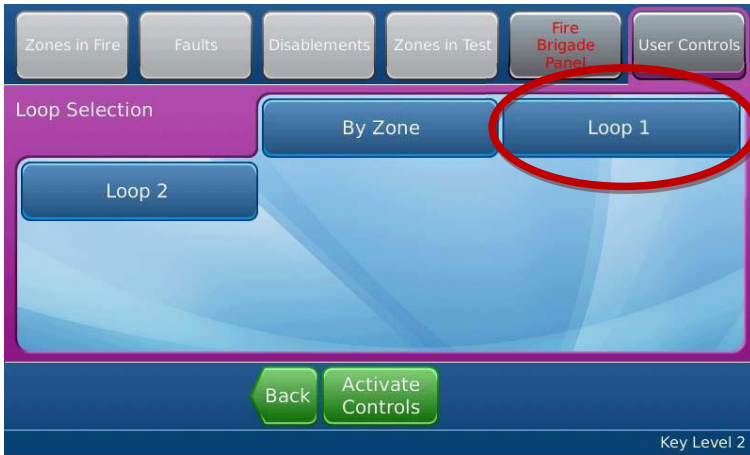 Zones in Fire
Faults
Disablements
Zones in Test
Fire
Brigade
Panel
User Controls
Loop Selection
By Zone
Loop 1
Loop 2
Back
Activate
Controls
Key Level 2